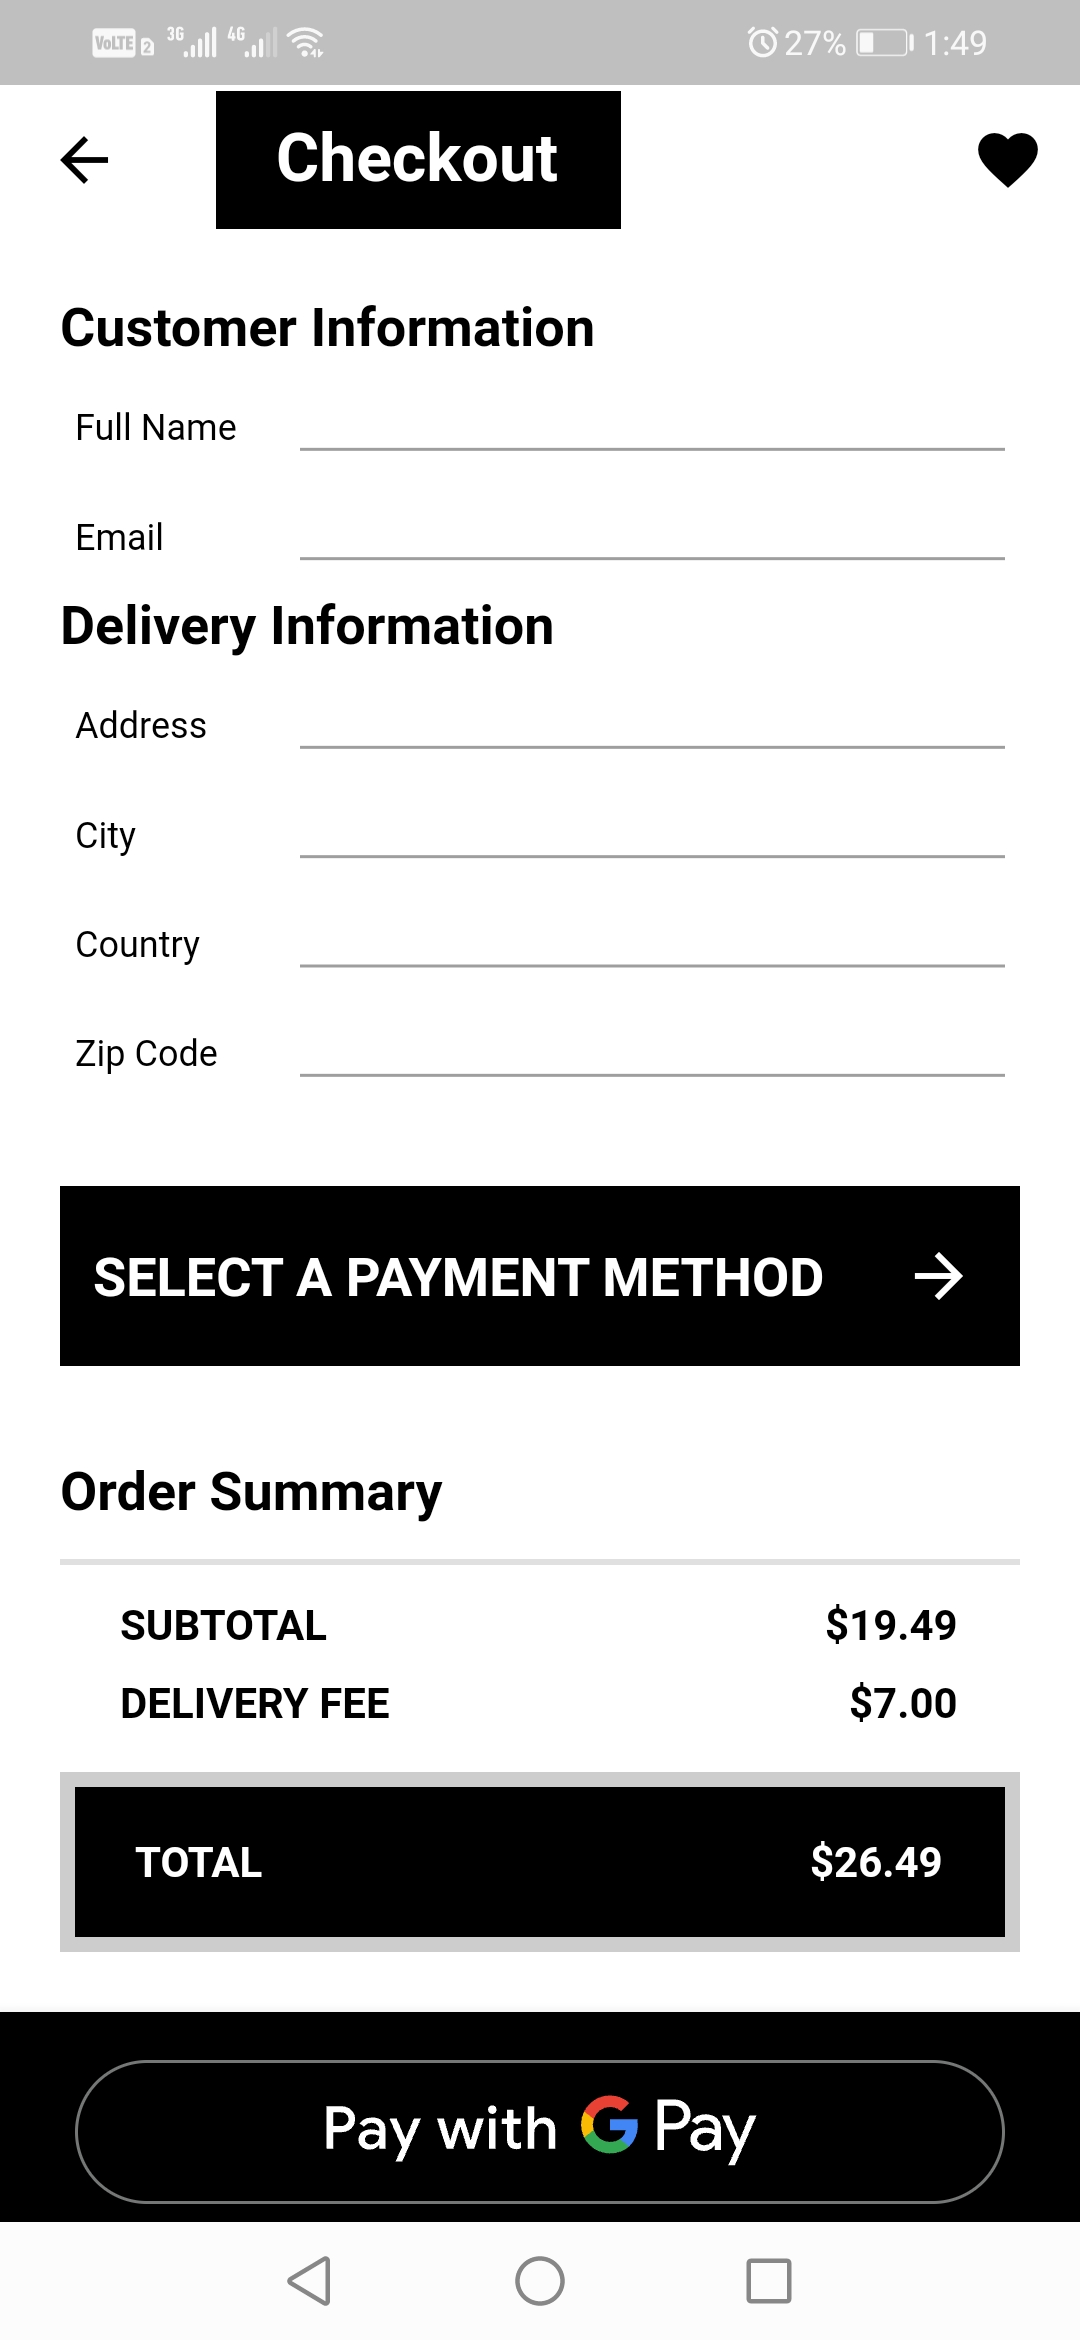 VoLTE 2 3G 4G 27% 1:49
Checkout
Customer Information
Full Name
Email
Delivery Information
Address
City
Country
Zip Code
SELECT A PAYMENT METHOD
Order Summary
SUBTOTAL $19.49
DELIVERY FEE $7.00
TOTAL $26.49
Pay with G Pay